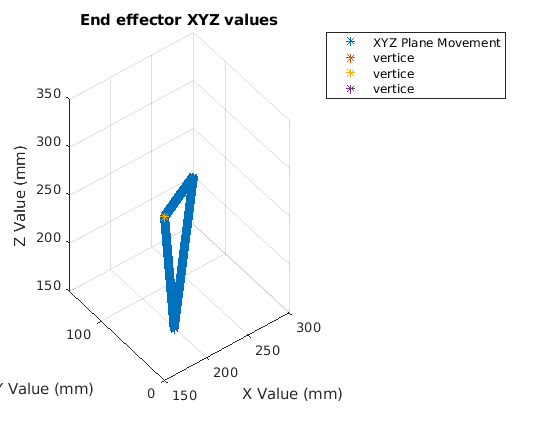 End effector XYZ values
XYZ Plane Movement
vertice
vertice
vertice
350
300
250
200
150
Z Value (mm)
100
0
Y Value (mm)
150
200
250
300
X Value (mm)